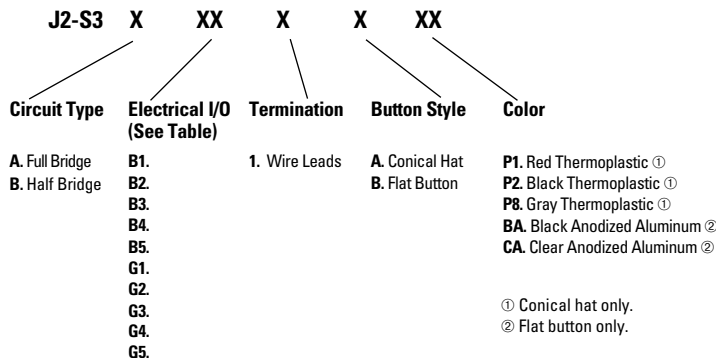 J2-S3 X XX X X XX
Circuit Type
A. Full Bridge
B. Half Bridge
Electrical I/O
(See Table)
B1.
B2.
B3.
B4.
B5.
G1.
G2.
G3.
G4.
G5.
Termination
1. Wire Leads
Button Style
A. Conical Hat
B. Flat Button
Color
P1. Red Thermoplastic ①
P2. Black Thermoplastic ①
P8. Gray Thermoplastic ①
BA. Black Anodized Aluminum ②
CA. Clear Anodized Aluminum ②
① Conical hat only.
② Flat button only.